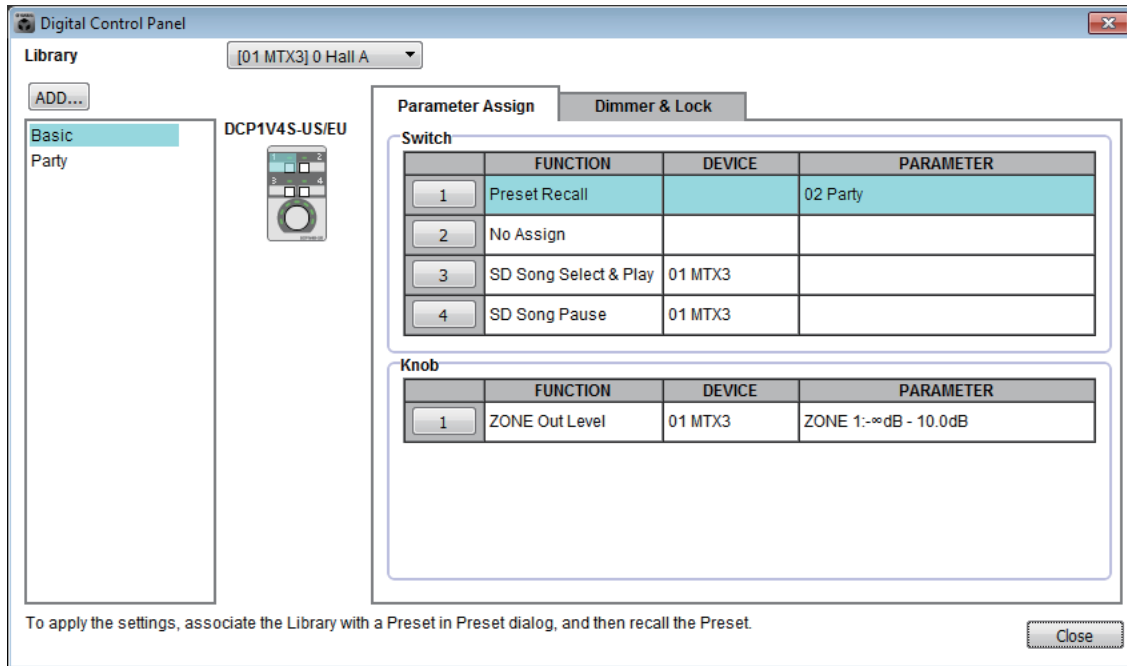 Digital Control Panel
Library
[01 MTX3] 0 Hall A
ADD...
Basic
Party
DCP1V4S-US/EU
1 2
3 4
Parameter Assign
Dimmer & Lock
Switch
FUNCTION DEVICE PARAMETER
1 Preset Recall 02 Party
2 No Assign
3 SD Song Select & Play 01 MTX3
4 SD Song Pause 01 MTX3
Knob
FUNCTION DEVICE PARAMETER
1 ZONE Out Level 01 MTX3 ZONE 1:-∞dB - 10.0dB
To apply the settings, associate the Library with a Preset in Preset dialog, and then recall the Preset.
Close